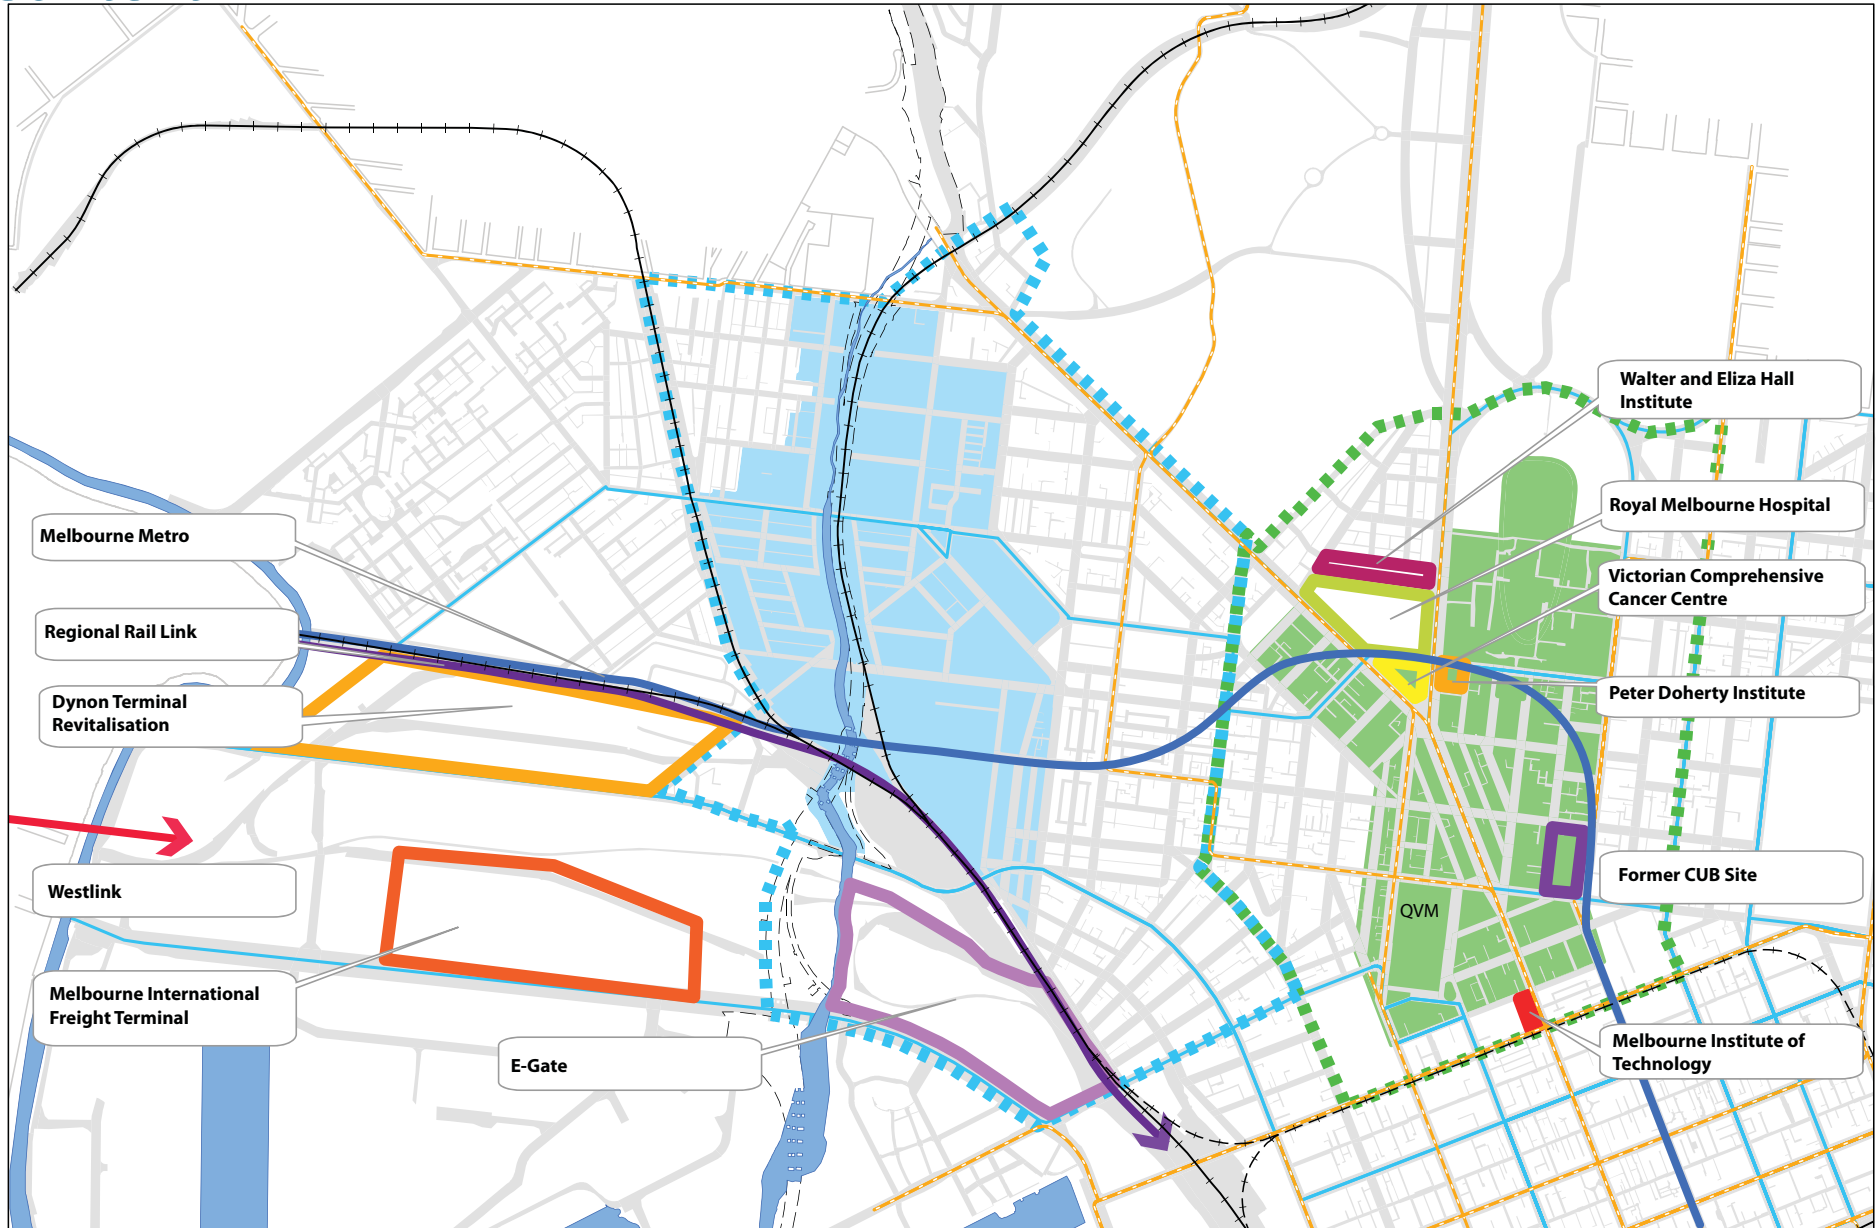 Walter and Eliza Hall
Institute
Royal Melbourne Hospital
Melbourne Metro
Victorian Comprehensive
Cancer Centre
Regional Rail Link
Dynon Terminal
Revitalisation
Peter Doherty Institute
Westlink
Former CUB Site
QVM
Melbourne International
Freight Terminal
Melbourne Institute of
Technology
E-Gate